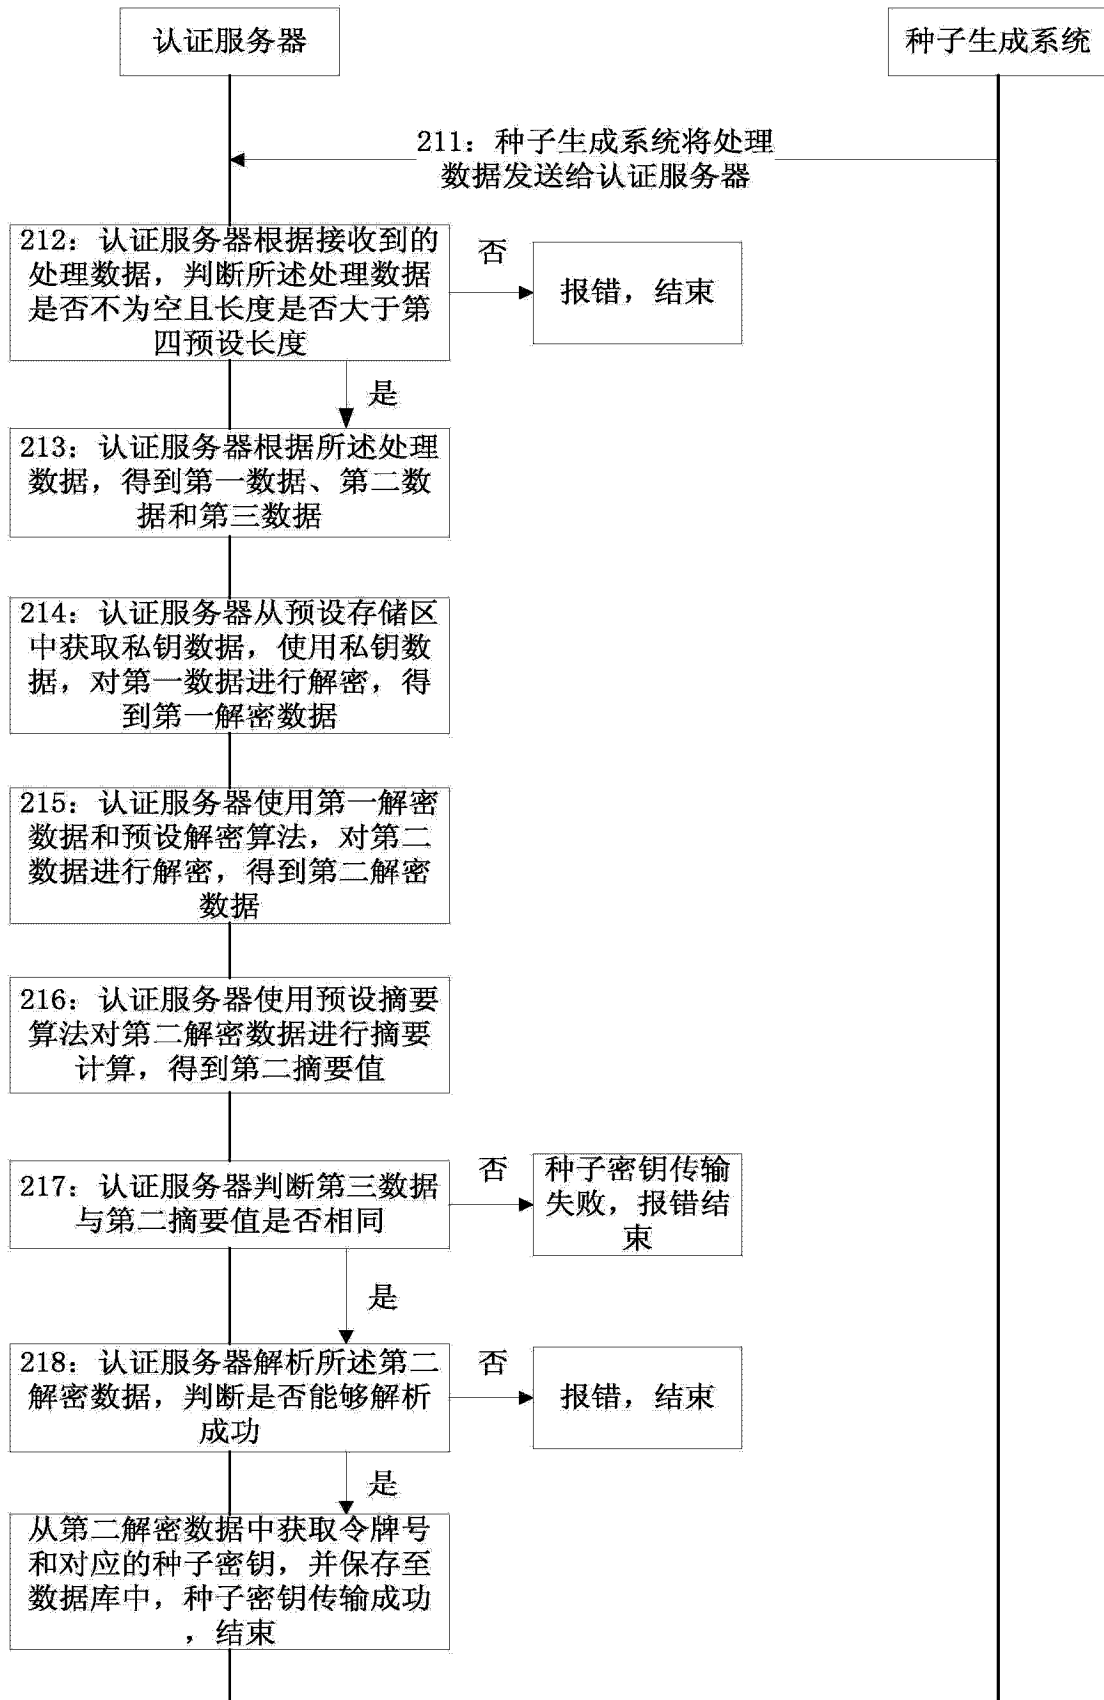 认证服务器
种子生成系统
211：种子生成系统将处理
数据发送给认证服务器
212：认证服务器根据接收到的
处理数据，判断所述处理数据
是否不为空且长度是否大于第
四预设长度
否
报错，结束
是
213：认证服务器根据所述处理
数据，得到第一数据、第二数
据和第三数据
214：认证服务器从预设存储区
中获取私钥数据，使用私钥数
据，对第一数据进行解密，得
到第一解密数据
215：认证服务器使用第一解密
数据和预设解密算法，对第二
数据进行解密，得到第二解密
数据
216：认证服务器使用预设摘要
算法对第二解密数据进行摘要
计算，得到第二摘要值
217：认证服务器判断第三数据
与第二摘要值是否相同
否
种子密钥传输
失败，报错结
束
是
218：认证服务器解析所述第二
解密数据，判断是否能够解析
成功
否
报错，结束
是
从第二解密数据中获取令牌号
和对应的种子密钥，并保存至
数据库中，种子密钥传输成功
，结束